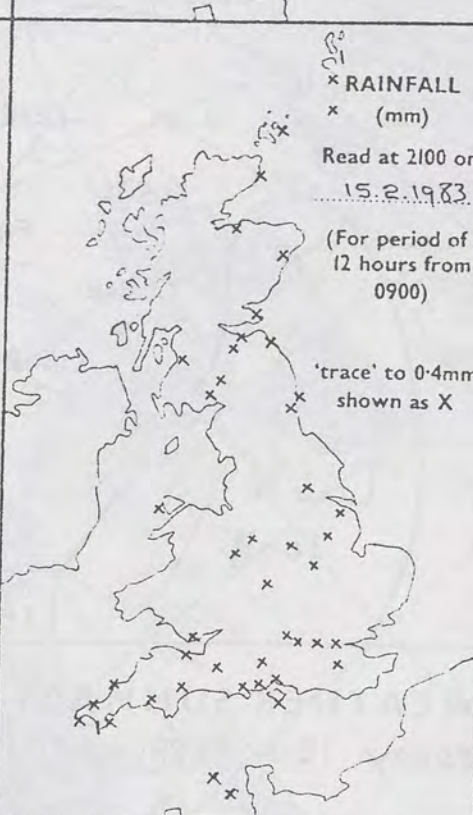 RAINFALL
(mm)
Read at 2100 on
15.2.1983
(For period of
12 hours from
0900)
'trace' to 0·4mm
shown as X